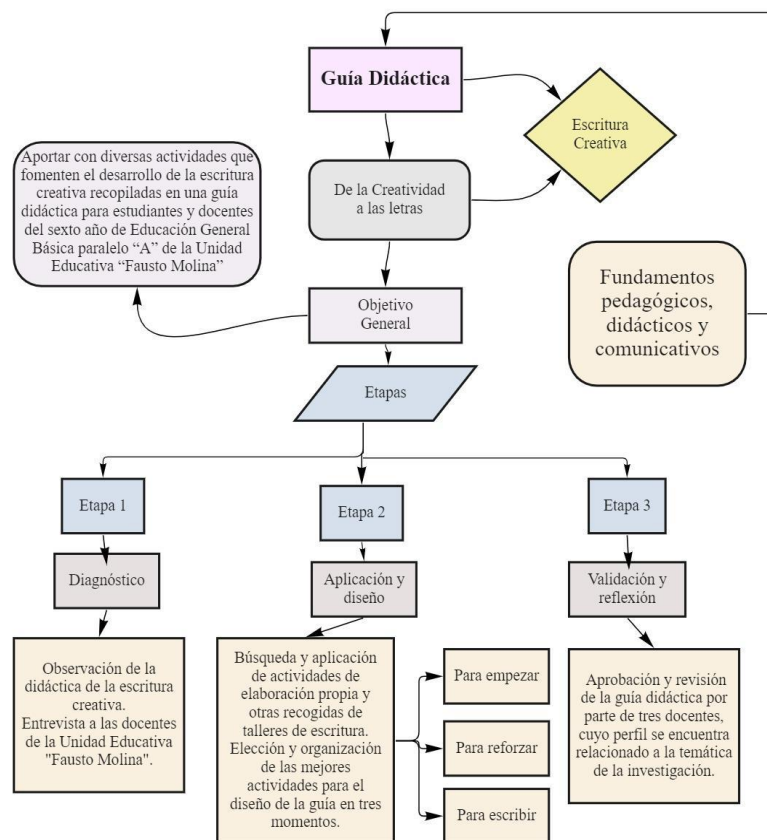 Guía Didáctica
Escritura
Creativa
Aportar con diversas actividades que
fomenten el desarrollo de la escritura
creativa recopiladas en una guía
didáctica para estudiantes y docentes
del sexto año de Educación General
Básica paralelo “A” de la Unidad
Educativa “Fausto Molina”
De la Creatividad
a las letras
Fundamentos
pedagógicos,
didácticos y
comunicativos
Objetivo
General
Etapas
Etapa 1
Etapa 2
Etapa 3
Diagnóstico
Aplicación y
diseño
Validación y
reflexión
Observación de la
didáctica de la escritura
creativa.
Entrevista a las docentes
de la Unidad Educativa
"Fausto Molina".
Búsqueda y aplicación
de actividades de
elaboración propia y
otras recogidas de
talleres de escritura.
Elección y organización
de las mejores
actividades para el
diseño de la guía en tres
momentos.
Para empezar
Para reforzar
Para escribir
Aprobación y revisión
de la guía didáctica por
parte de tres docentes,
cuyo perfil se encuentra
relacionado a la temática
de la investigación.